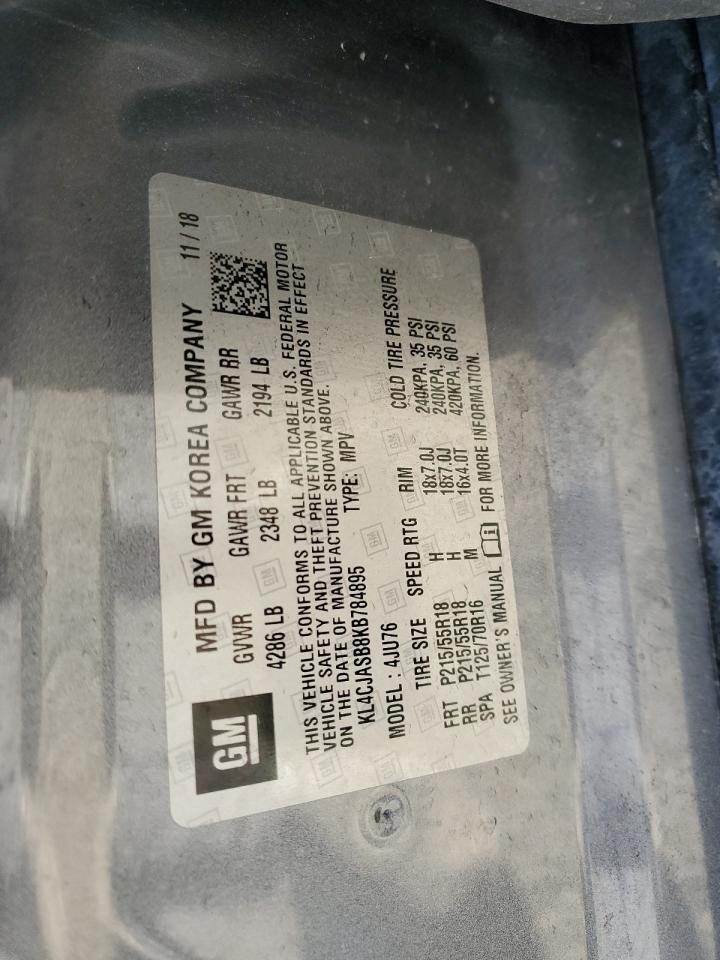 GM
MFD BY GM KOREA COMPANY 11 / 18
GVWR GAWR FRT GAWR RR
4286 LB 2348 LB 2194 LB
THIS VEHICLE CONFORMS TO ALL APPLICABLE U.S. FEDERAL MOTOR
VEHICLE SAFETY AND THEFT PREVENTION STANDARDS IN EFFECT
ON THE DATE OF MANUFACTURE SHOWN ABOVE.
KL4CJASB8KB784895 TYPE: MPV
MODEL : 4JU76
TIRE SIZE SPEED RTG RIM COLD TIRE PRESSURE
FRT P215/55R18 H 18x7.0J 240KPA, 35 PSI
RR P215/55R18 H 18x7.0J 240KPA, 35 PSI
SPA T125/70R16 M 16x4.0T 420KPA, 60 PSI
SEE OWNER'S MANUAL i FOR MORE INFORMATION.